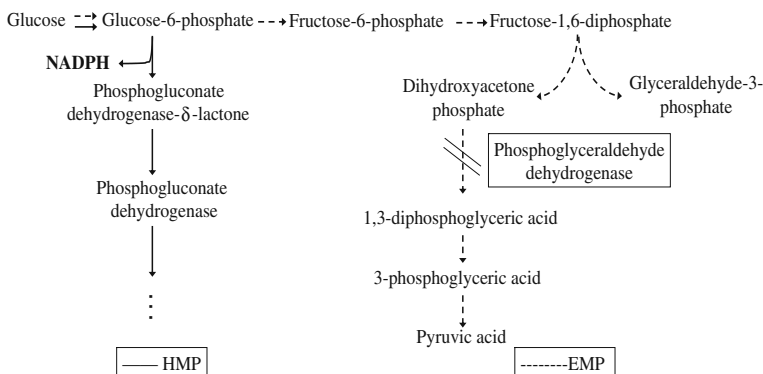 Glucose
Glucose-6-phosphate
Fructose-6-phosphate
Fructose-1,6-diphosphate
NADPH
Phosphogluconate
dehydrogenase-δ-lactone
Phosphogluconate
dehydrogenase
Dihydroxyacetone
phosphate
Glyceraldehyde-3-
phosphate
Phosphoglyceraldehyde
dehydrogenase
1,3-diphosphoglyceric acid
3-phosphoglyceric acid
Pyruvic acid
HMP
EMP